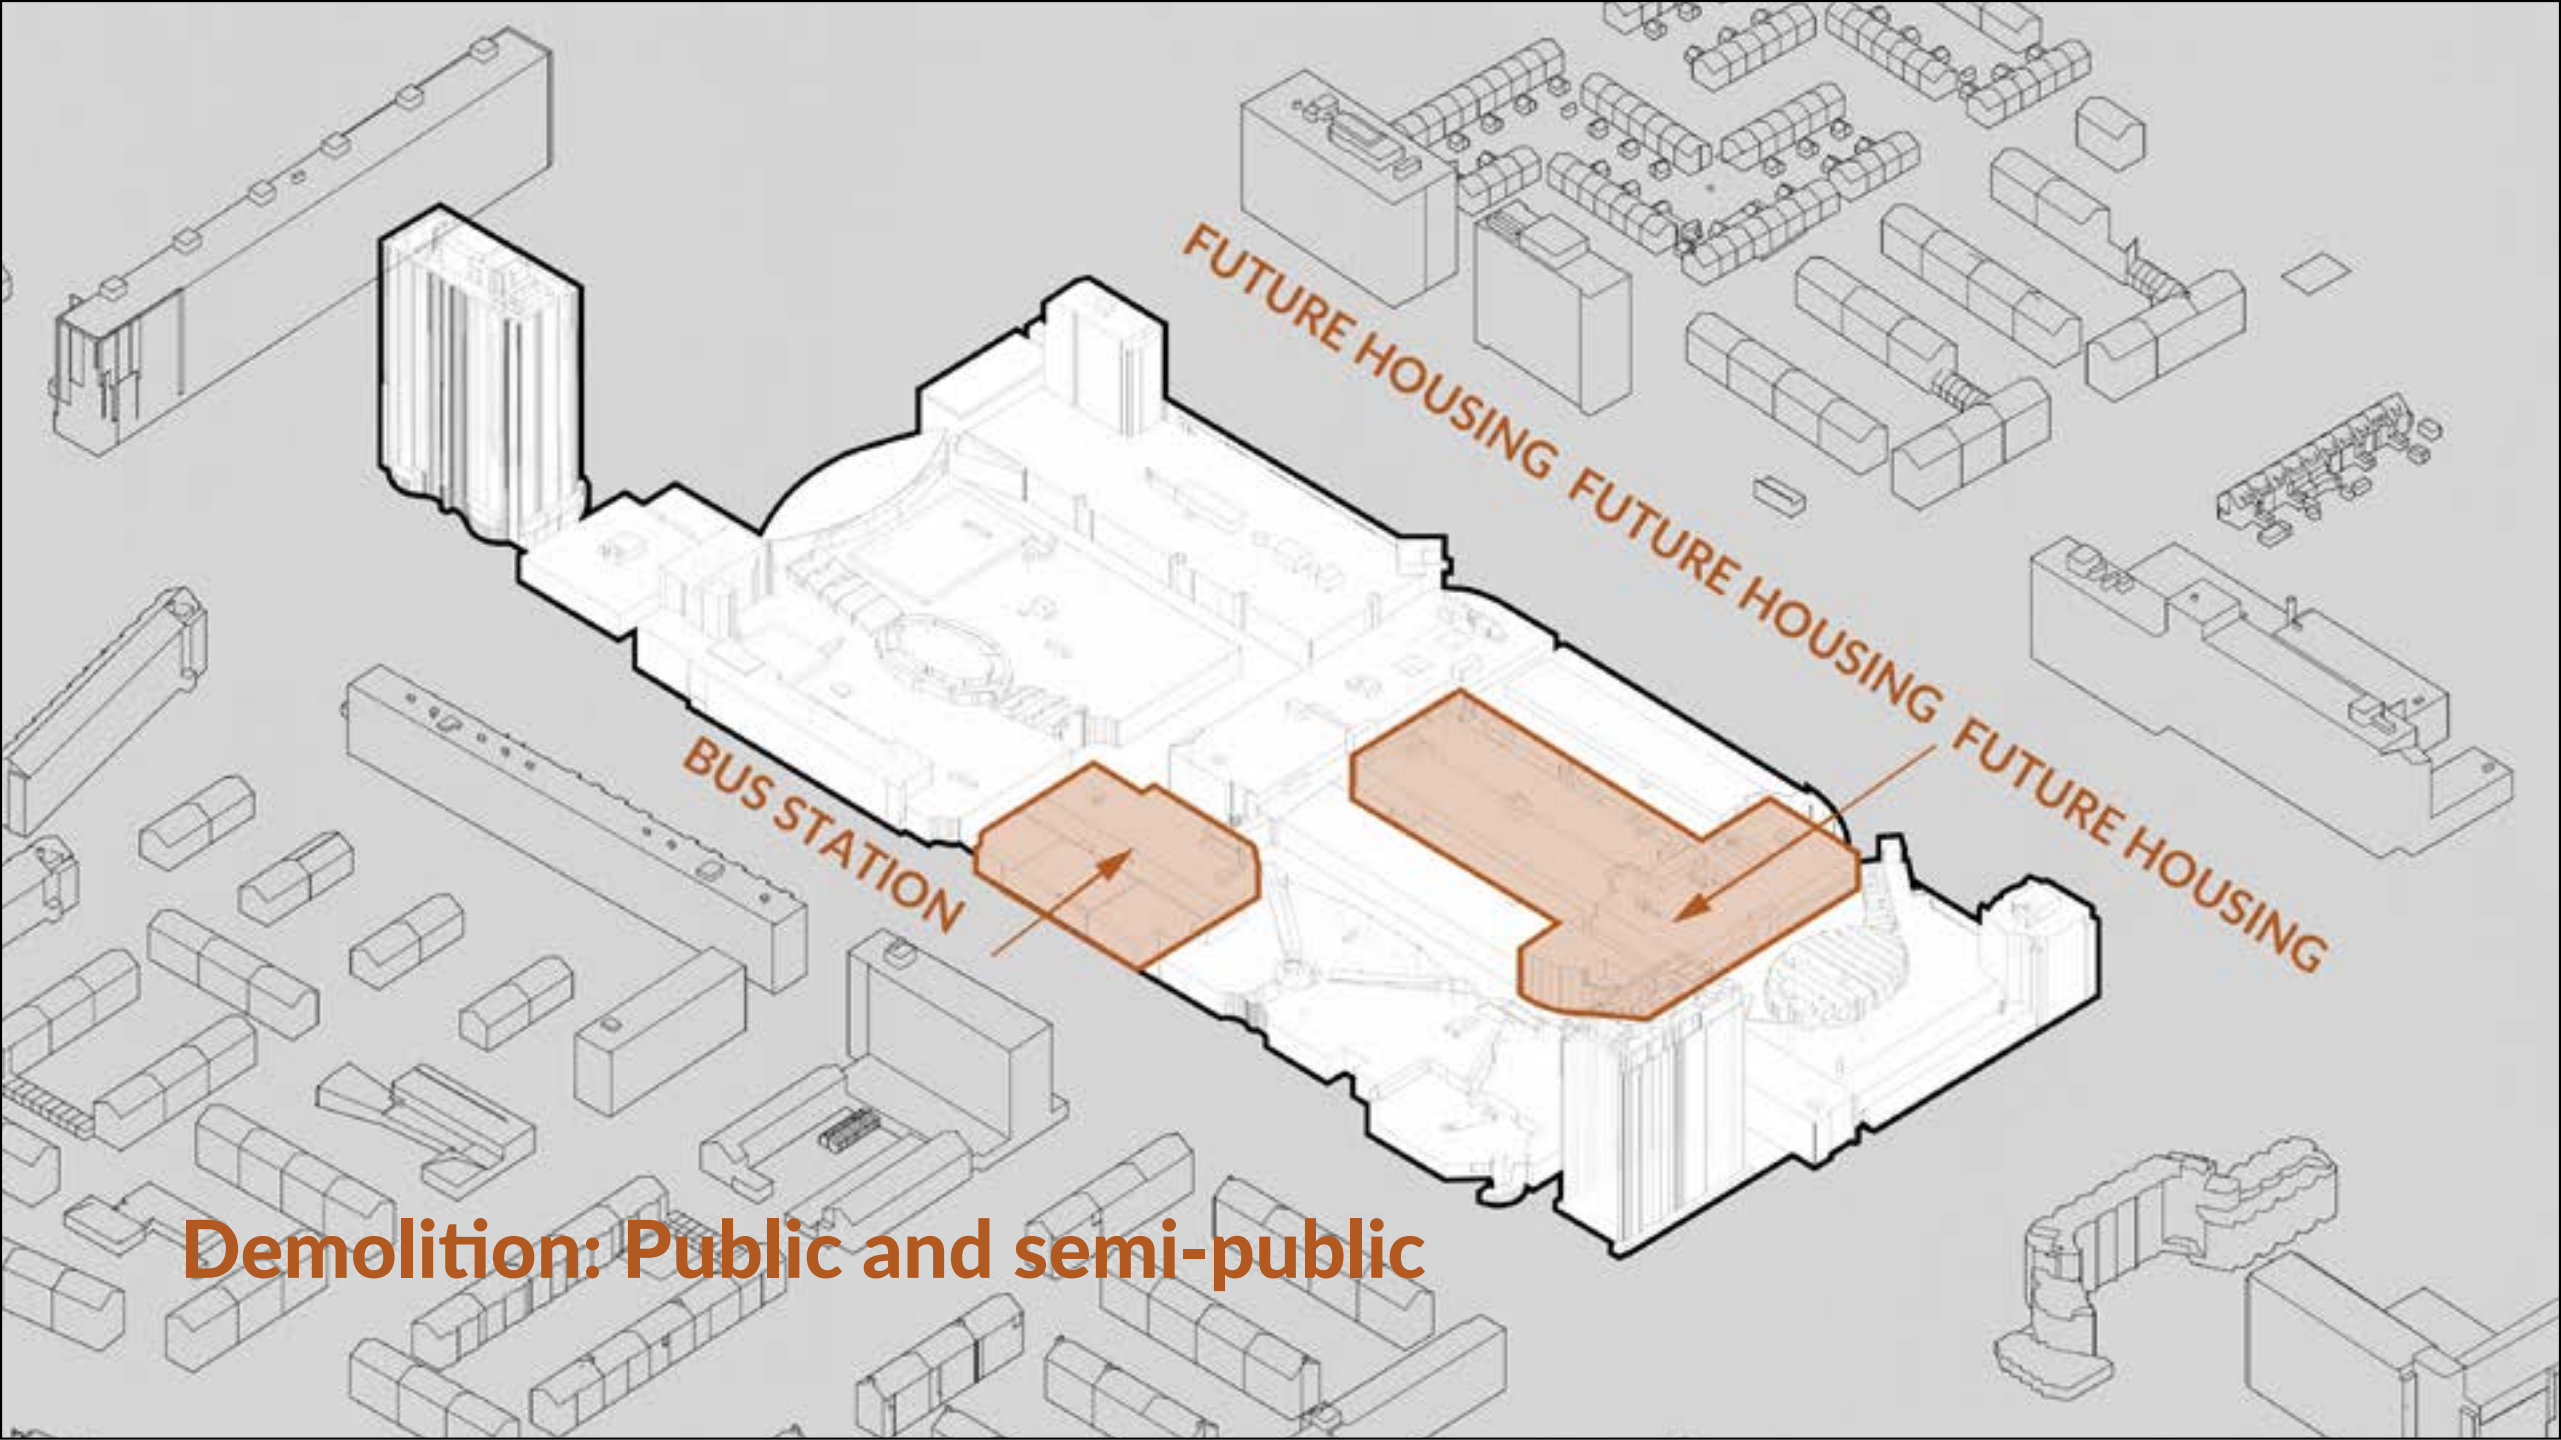 FUTURE HOUSING FUTURE HOUSING FUTURE HOUSING
BUS STATION
Demolition: Public and semi-public